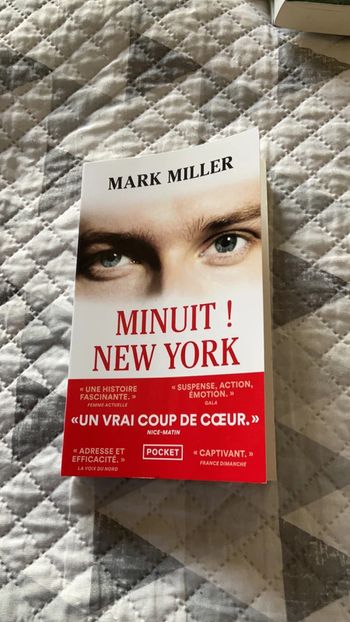 MARK MILLER
MINUIT !
NEW YORK
« UNE HISTOIRE
FASCINANTE. »
FEMME ACTUELLE
« SUSPENSE, ACTION,
ÉMOTION. »
GALA
«UN VRAI COUP DE CŒUR.»
NICE-MATIN
« ADRESSE ET
EFFICACITÉ. »
LA VOIX DU NORD
POCKET
« CAPTIVANT. »
FRANCE DIMANCHE